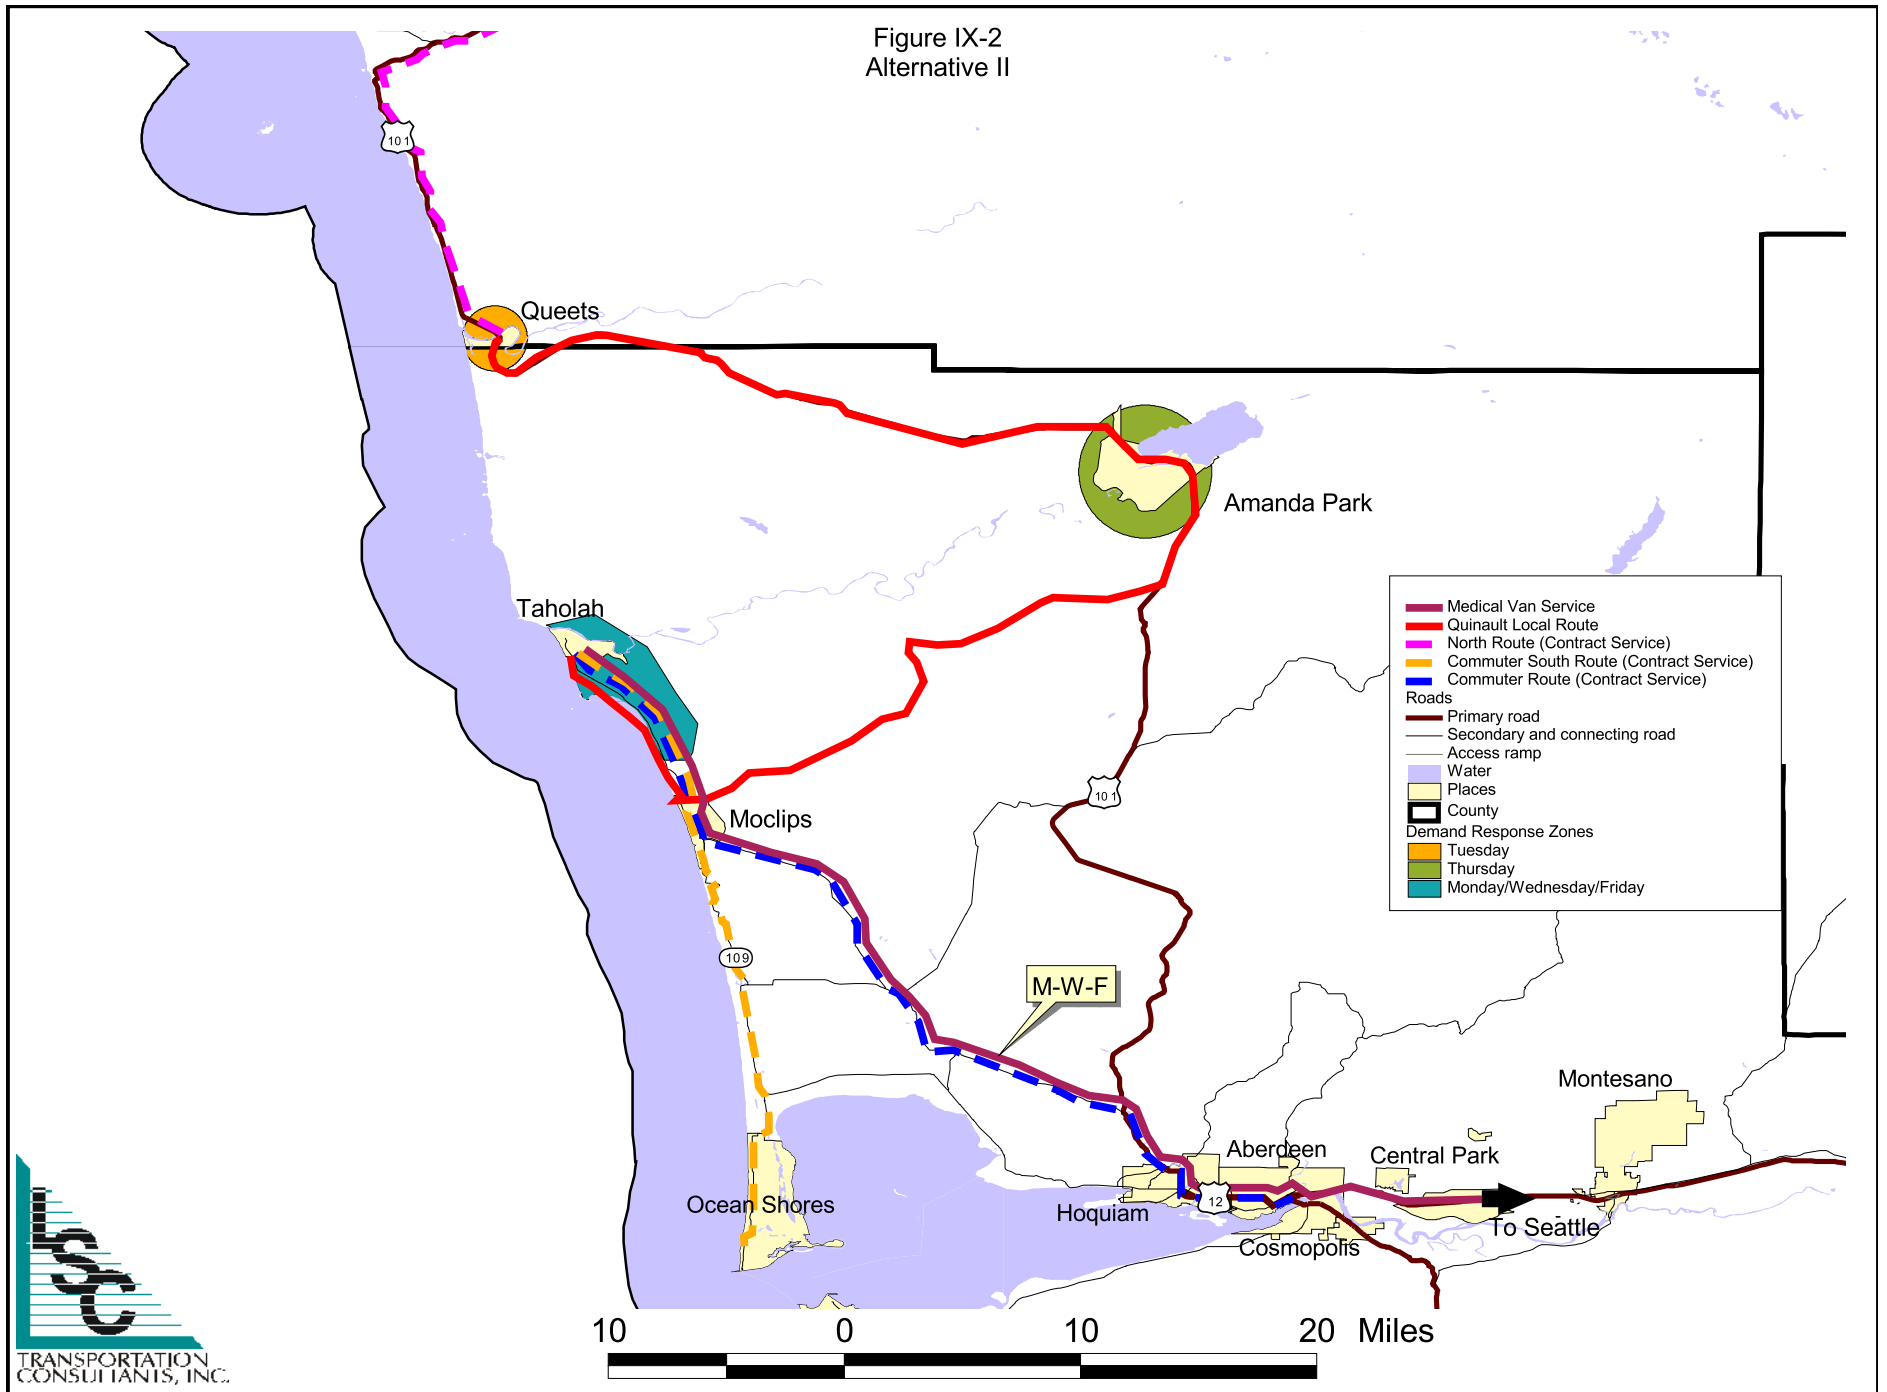 Figure IX-2
Alternative II
101
Queets
Amanda Park
Taholah
Medical Van Service
Quinault Local Route
North Route (Contract Service)
Commuter South Route (Contract Service)
Commuter Route (Contract Service)
Roads
Primary road
Secondary and connecting road
Access ramp
Water
Places
County
Demand Response Zones
Tuesday
Thursday
Monday/Wednesday/Friday
101
Moclips
109
M-W-F
Montesano
Aberdeen
Central Park
Ocean Shores
12
Hoquiam
To Seattle
Cosmopolis
LSC
TRANSPORTATION
CONSULTANTS, INC.
10 0 10 20 Miles